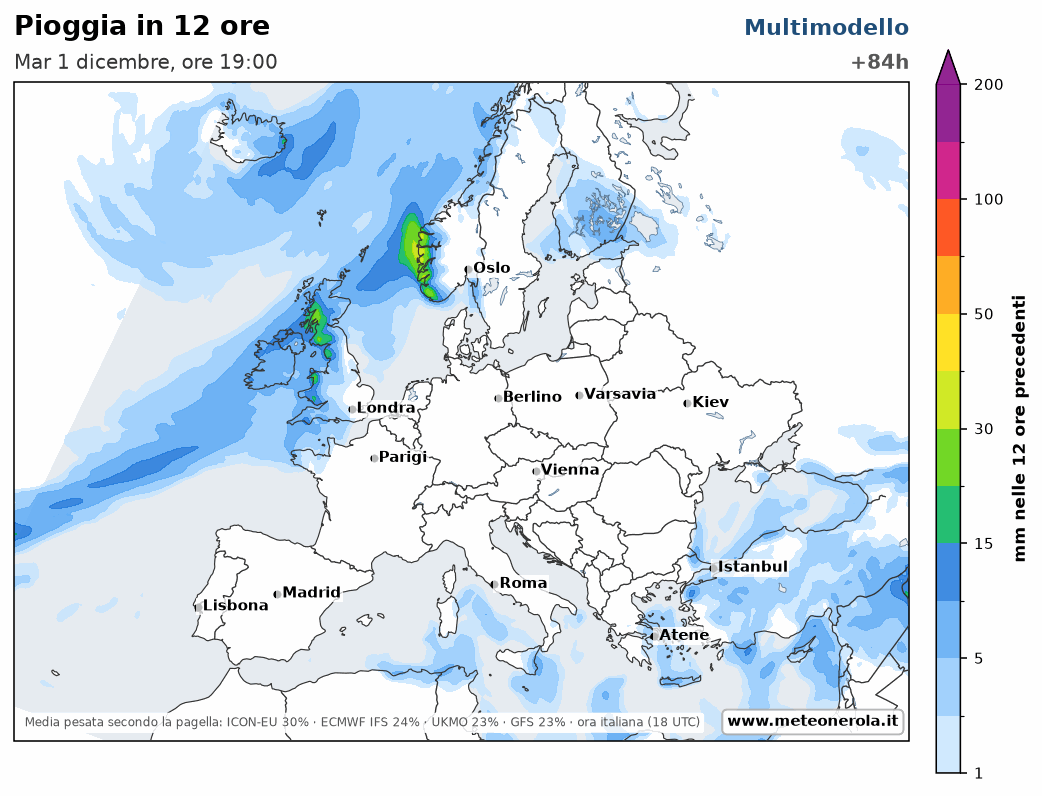 Pioggia in 12 ore
Multimodello
Mar 1 dicembre, ore 19:00
+84h
200
100
50
30
15
5
1
mm nelle 12 ore precedenti
Oslo
Berlino
Varsavia
Kiev
Londra
Parigi
Vienna
Istanbul
Roma
Madrid
Lisbona
Atene
Media pesata secondo la pagella: ICON-EU 30% · ECMWF IFS 24% · UKMO 23% · GFS 23% · ora italiana (18 UTC)
www.meteonerola.it